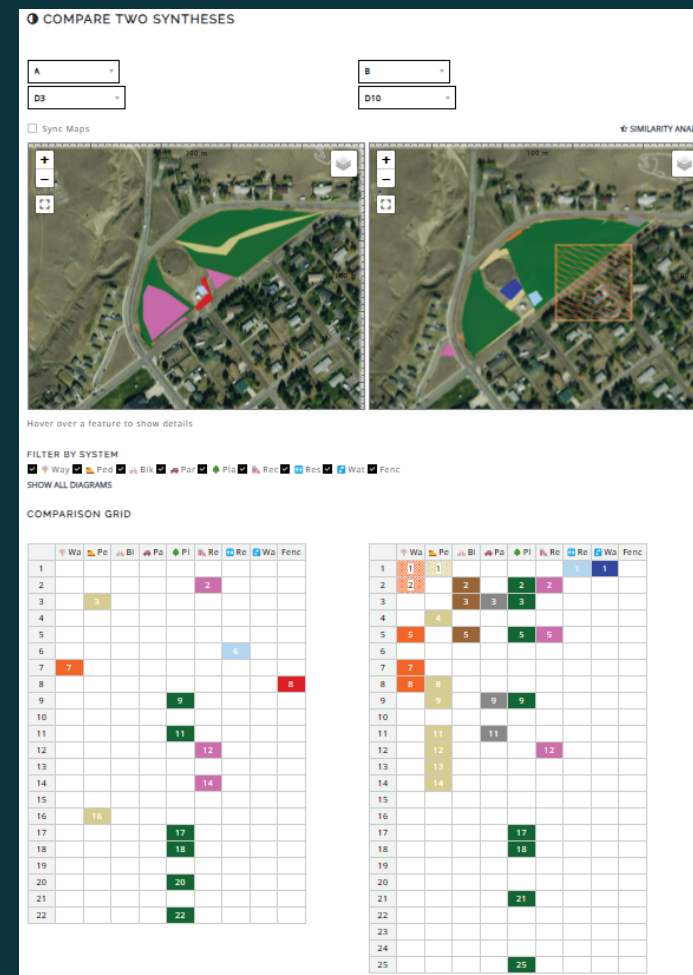 COMPARE TWO SYNTHESES
A B
D3 D10
Sync Maps SIMILARITY ANAL
100 m 100 m
+ +
− −
Hover over a feature to show details
FILTER BY SYSTEM
Way Ped Bik Par Pla Rec Res Wat Fenc
SHOW ALL DIAGRAMS
COMPARISON GRID
Wa Pe Bi Pa Pl Re Re Wa Fenc
1
2 2
3 3
4
5
6 6
7 7
8 8
9 9
10
11 11
12 12
13
14 14
15
16 16
17 17
18 18
19
20 20
21
22 22
Wa Pe Bi Pa Pl Re Re Wa Fenc
1 1 1 1 1
2 2 2 2 2
3 3 3 3
4 4
5 5 5 5 5
6
7 7
8 8 8
9 9 9 9
10
11 11 11
12 12 12
13 13
14 14
15
16
17 17
18 18
19
20
21 21
22
23
24
25 25